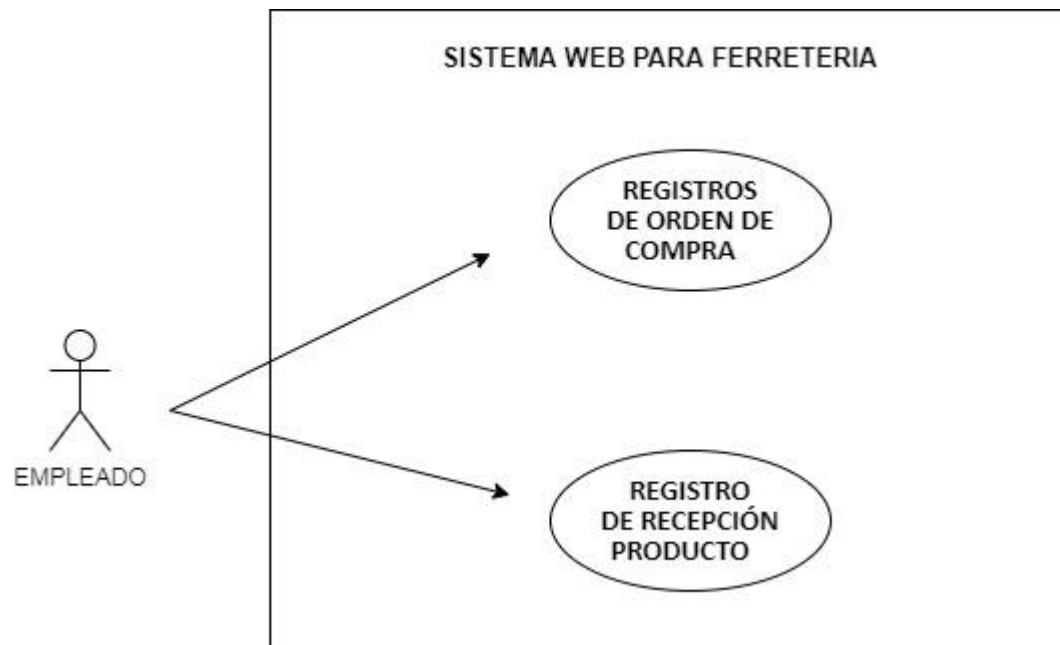 SISTEMA WEB PARA FERRETERIA
REGISTROS
DE ORDEN DE
COMPRA
EMPLEADO
REGISTRO
DE RECEPCIÓN
PRODUCTO